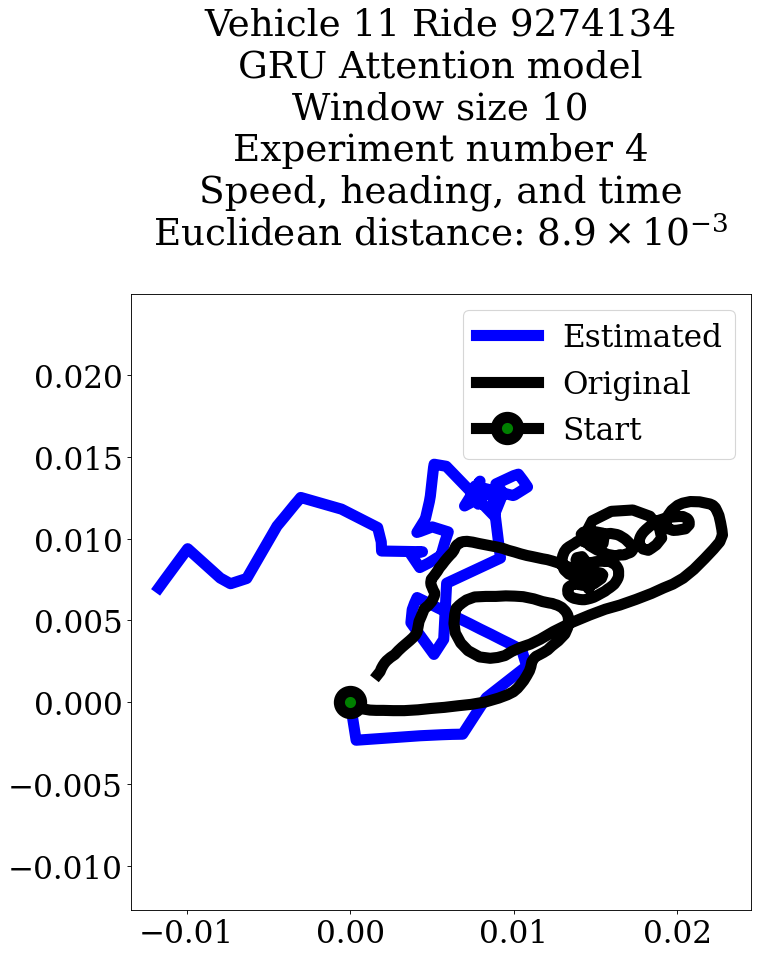 Vehicle 11 Ride 9274134
GRU Attention model
Window size 10
Experiment number 4
Speed, heading, and time
Euclidean distance: 8.9 × 10⁻³
Estimated
Original
Start
0.020
0.015
0.010
0.005
0.000
−0.005
−0.010
−0.01 0.00 0.01 0.02